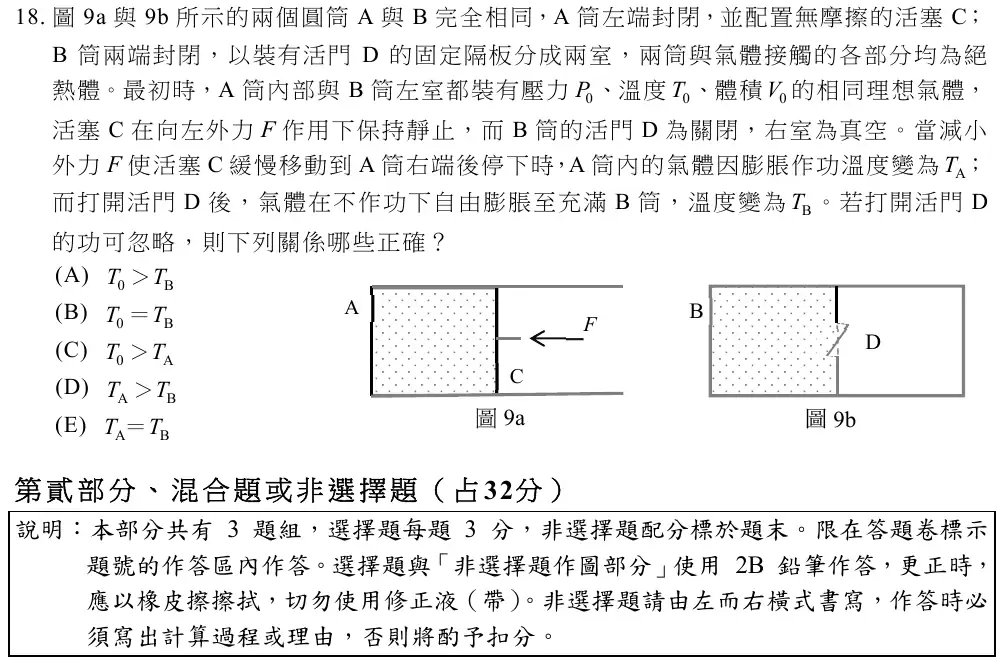 18. 圖 9a 與 9b 所示的兩個圓筒 A 與 B 完全相同，A 筒左端封閉，並配置無摩擦的活塞 C；
B 筒兩端封閉，以裝有活門 D 的固定隔板分成兩室，兩筒與氣體接觸的各部分均為絕
熱體。最初時，A 筒內部與 B 筒左室都裝有壓力 P₀、溫度 T₀、體積 V₀ 的相同理想氣體，
活塞 C 在向左外力 F 作用下保持靜止，而 B 筒的活門 D 為關閉，右室為真空。當減小
外力 F 使活塞 C 緩慢移動到 A 筒右端後停下時，A 筒內的氣體因膨脹作功溫度變為 T_A；
而打開活門 D 後，氣體在不作功下自由膨脹至充滿 B 筒，溫度變為 T_B。若打開活門 D
的功可忽略，則下列關係哪些正確？
(A) T₀ > T_B
(B) T₀ = T_B
(C) T₀ > T_A
(D) T_A > T_B
(E) T_A = T_B
A
F
C
圖 9a
B
D
圖 9b
第貳部分、混合題或非選擇題（占32分）
說明：本部分共有 3 題組，選擇題每題 3 分，非選擇題配分標於題末。限在答題卷標示
題號的作答區內作答。選擇題與「非選擇題作圖部分」使用 2B 鉛筆作答，更正時，
應以橡皮擦擦拭，切勿使用修正液（帶）。非選擇題請由左而右橫式書寫，作答時必
須寫出計算過程或理由，否則將酌予扣分。